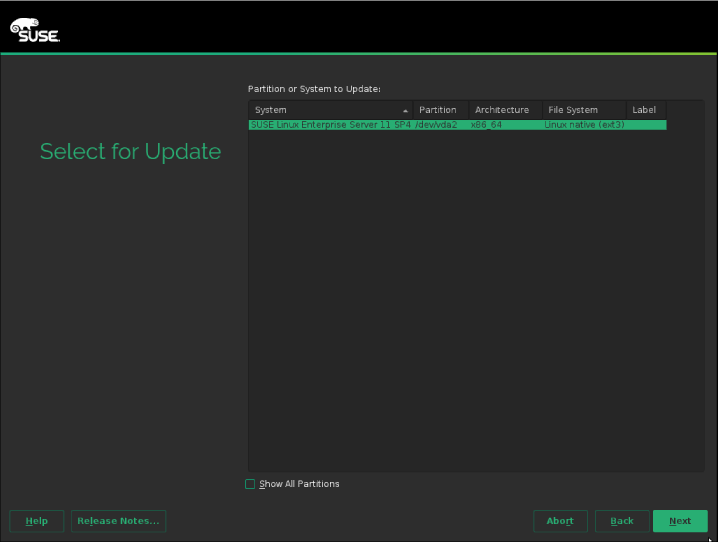 SUSE
Partition or System to Update:
System Partition Architecture File System Label
SUSE Linux Enterprise Server 11 SP4 /dev/vda2 x86_64 Linux native (ext3)
Select for Update
Show All Partitions
Help Release Notes... Abort Back Next